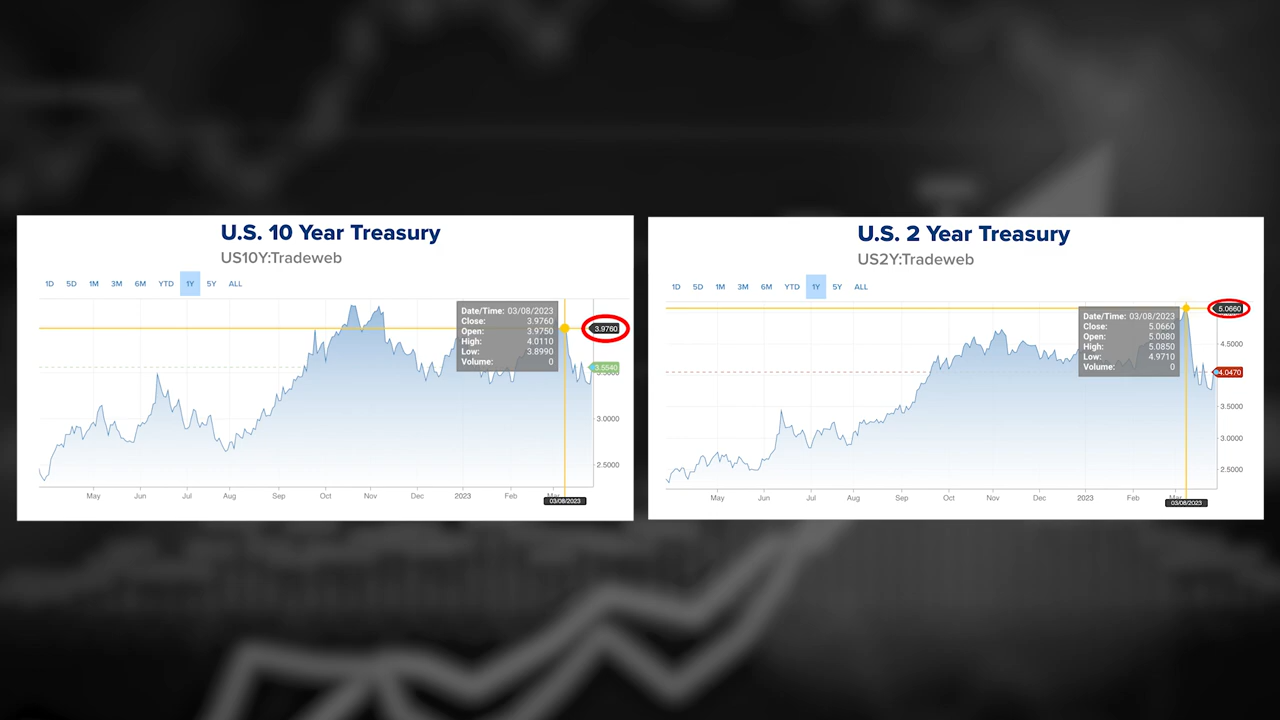 U.S. 10 Year Treasury
US10Y:Tradeweb
1D 5D 1M 3M 6M YTD 1Y 5Y ALL
Date/Time: 03/08/2023
Close: 3.9760
Open: 3.9750
High: 4.0110
Low: 3.8990
Volume: 0
3.9760
3.5540
3.0000
2.5000
May Jun Jul Aug Sep Oct Nov Dec 2023 Feb Mar
03/08/2023
U.S. 2 Year Treasury
US2Y:Tradeweb
1D 5D 1M 3M 6M YTD 1Y 5Y ALL
Date/Time: 03/08/2023
Close: 5.0660
Open: 5.0080
High: 5.0850
Low: 4.9710
Volume: 0
5.0660
4.5000
4.0470
3.5000
3.0000
2.5000
May Jun Jul Aug Sep Oct Nov Dec 2023 Feb Mar
03/08/2023